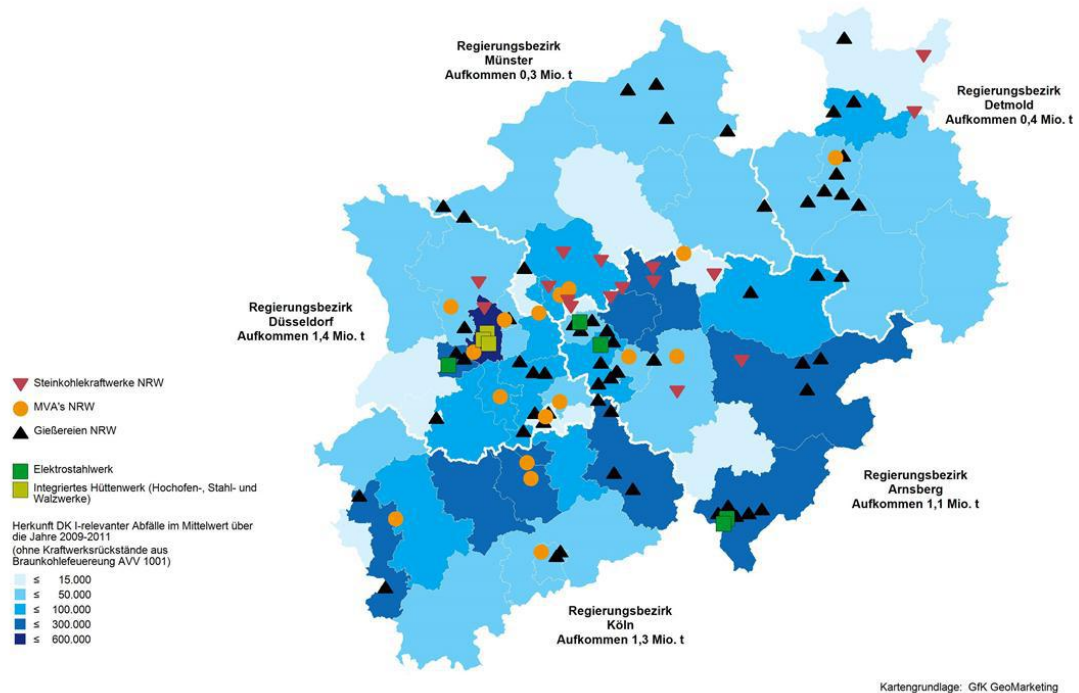 Regierungsbezirk
Münster
Aufkommen 0,3 Mio. t
Regierungsbezirk
Detmold
Aufkommen 0,4 Mio. t
Regierungsbezirk
Düsseldorf
Aufkommen 1,4 Mio. t
Steinkohlekraftwerke NRW
MVA's NRW
Gießereien NRW
Elektrostahlwerk
Integriertes Hüttenwerk (Hochofen-, Stahl- und
Walzwerke)
Herkunft DK I-relevanter Abfälle im Mittelwert über
die Jahre 2009-2011
(ohne Kraftwerksrückstände aus
Braunkohlefeuereung AVV 1001)
≤ 15.000
≤ 50.000
≤ 100.000
≤ 300.000
≤ 600.000
Regierungsbezirk
Arnsberg
Aufkommen 1,1 Mio. t
Regierungsbezirk
Köln
Aufkommen 1,3 Mio. t
Kartengrundlage: GfK GeoMarketing